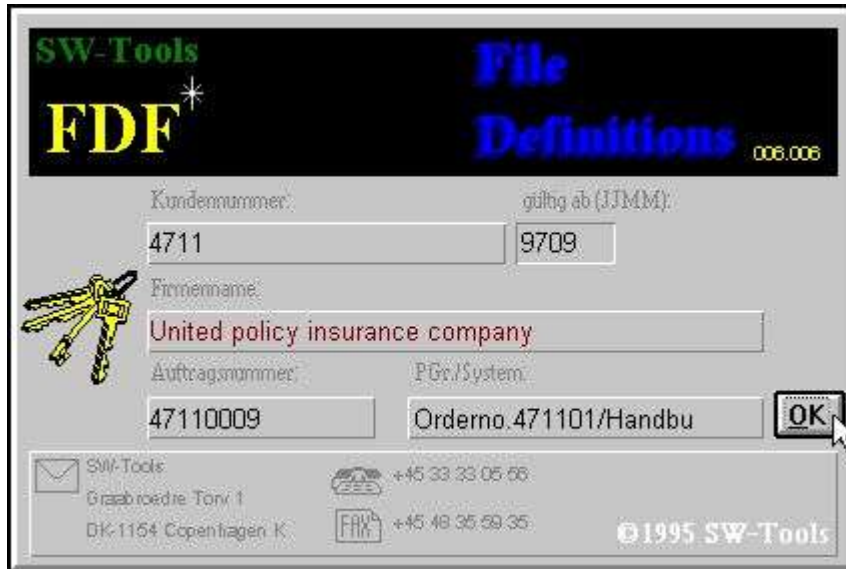 SW-Tools
File
FDF*
Definitions
006.006
Kundennummer: gültig ab (JJMM):
4711 9709
Firmenname:
United policy insurance company
Auftragsnummer: PGr./System:
47110009 Orderno.471101/Handbu
OK
SW-Tools +45 33 33 05 56
Graabroedre Torv 1
DK-1154 Copenhagen K FAX +45 48 35 59 35
©1995 SW-Tools